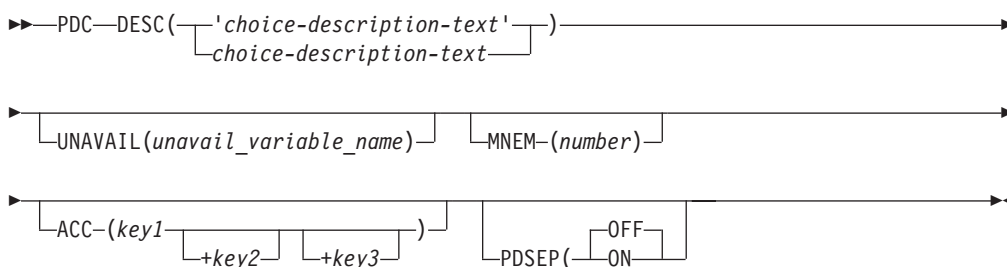 PDC DESC( 'choice-description-text' )
choice-description-text
UNAVAIL(unavail_variable_name) MNEM (number)
ACC (key1 ) OFF
+key2 +key3 PDSEP( ON